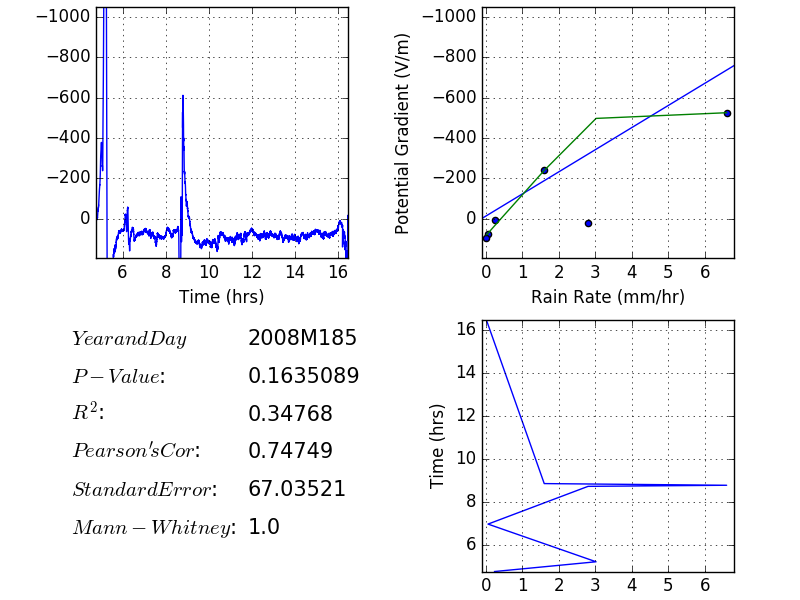 −1000
−800
−600
−400
−200
0
6 8 10 12 14 16
Time (hrs)
Potential Gradient (V/m)
−1000
−800
−600
−400
−200
0
0 1 2 3 4 5 6
Rain Rate (mm/hr)
YearandDay 2008M185
P − Value: 0.1635089
R²: 0.34768
Pearson′sCor: 0.74749
StandardError: 67.03521
Mann − Whitney: 1.0
Time (hrs)
16
14
12
10
8
6
0 1 2 3 4 5 6